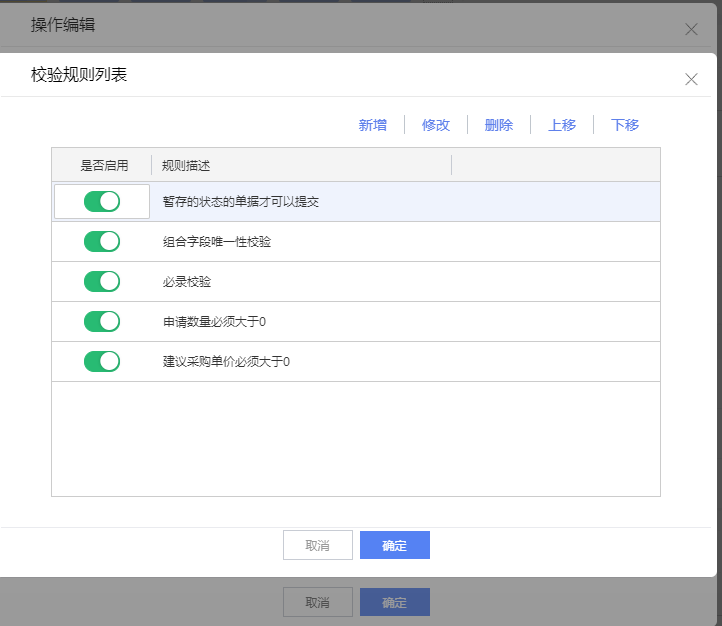 操作编辑
校验规则列表
新增 修改 删除 上移 下移
是否启用 规则描述
暂存的状态的单据才可以提交
组合字段唯一性校验
必录校验
申请数量必须大于0
建议采购单价必须大于0
取消 确定
取消 确定